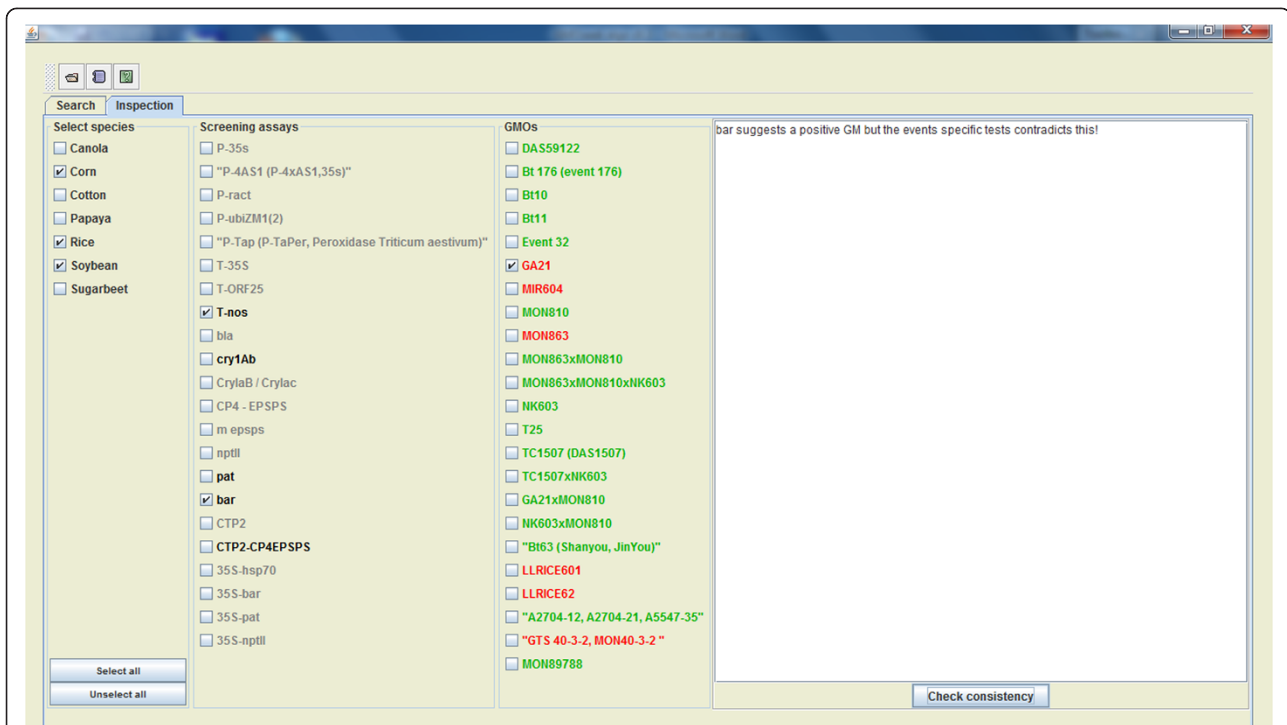 Search
Inspection
Select species
Canola
Corn
Cotton
Papaya
Rice
Soybean
Sugarbeet
Select all
Unselect all
Screening assays
P-35s
"P-4AS1 (P-4xAS1,35s)"
P-ract
P-ubiZM1(2)
"P-Tap (P-TaPer, Peroxidase Triticum aestivum)"
T-35S
T-ORF25
T-nos
bla
cry1Ab
CrylaB / Crylac
CP4 - EPSPS
m epsps
nptII
pat
bar
CTP2
CTP2-CP4EPSPS
35S-hsp70
35S-bar
35S-pat
35S-nptII
GMOs
DAS59122
Bt 176 (event 176)
Bt10
Bt11
Event 32
GA21
MIR604
MON810
MON863
MON863xMON810
MON863xMON810xNK603
NK603
T25
TC1507 (DAS1507)
TC1507xNK603
GA21xMON810
NK603xMON810
"Bt63 (Shanyou, JinYou)"
LLRICE601
LLRICE62
"A2704-12, A2704-21, A5547-35"
"GTS 40-3-2, MON40-3-2 "
MON89788
bar suggests a positive GM but the events specific tests contradicts this!
Check consistency